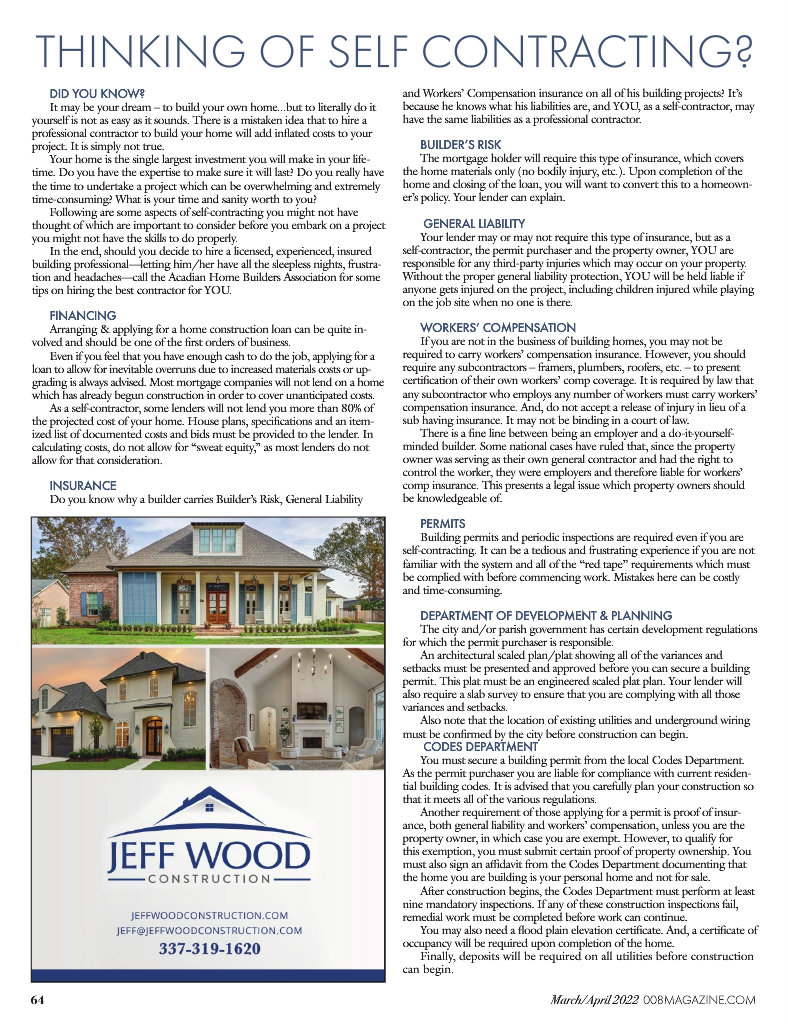 THINKING OF SELF CONTRACTING?
DID YOU KNOW?
It may be your dream – to build your own home...but to literally do it
yourself is not as easy as it sounds. There is a mistaken idea that to hire a
professional contractor to build your home will add inflated costs to your
project. It is simply not true.
Your home is the single largest investment you will make in your life-
time. Do you have the expertise to make sure it will last? Do you really have
the time to undertake a project which can be overwhelming and extremely
time-consuming? What is your time and sanity worth to you?
Following are some aspects of self-contracting you might not have
thought of which are important to consider before you embark on a project
you might not have the skills to do properly.
In the end, should you decide to hire a licensed, experienced, insured
building professional—letting him/her have all the sleepless nights, frustra-
tion and headaches—call the Acadian Home Builders Association for some
tips on hiring the best contractor for YOU.
FINANCING
Arranging & applying for a home construction loan can be quite in-
volved and should be one of the first orders of business.
Even if you feel that you have enough cash to do the job, applying for a
loan to allow for inevitable overruns due to increased materials costs or up-
grading is always advised. Most mortgage companies will not lend on a home
which has already begun construction in order to cover unanticipated costs.
As a self-contractor, some lenders will not lend you more than 80% of
the projected cost of your home. House plans, specifications and an item-
ized list of documented costs and bids must be provided to the lender. In
calculating costs, do not allow for “sweat equity,” as most lenders do not
allow for that consideration.
INSURANCE
Do you know why a builder carries Builder’s Risk, General Liability
and Workers’ Compensation insurance on all of his building projects? It’s
because he knows what his liabilities are, and YOU, as a self-contractor, may
have the same liabilities as a professional contractor.
BUILDER’S RISK
The mortgage holder will require this type of insurance, which covers
the home materials only (no bodily injury, etc.). Upon completion of the
home and closing of the loan, you will want to convert this to a homeown-
er’s policy. Your lender can explain.
GENERAL LIABILITY
Your lender may or may not require this type of insurance, but as a
self-contractor, the permit purchaser and the property owner, YOU are
responsible for any third-party injuries which may occur on your property.
Without the proper general liability protection, YOU will be held liable if
anyone gets injured on the project, including children injured while playing
on the job site when no one is there.
WORKERS’ COMPENSATION
If you are not in the business of building homes, you may not be
required to carry workers’ compensation insurance. However, you should
require any subcontractors – framers, plumbers, roofers, etc. – to present
certification of their own workers’ comp coverage. It is required by law that
any subcontractor who employs any number of workers must carry workers’
compensation insurance. And, do not accept a release of injury in lieu of a
sub having insurance. It may not be binding in a court of law.
There is a fine line between being an employer and a do-it-yourself-
minded builder. Some national cases have ruled that, since the property
owner was serving as their own general contractor and had the right to
control the worker, they were employers and therefore liable for workers’
comp insurance. This presents a legal issue which property owners should
be knowledgeable of.
PERMITS
Building permits and periodic inspections are required even if you are
self-contracting. It can be a tedious and frustrating experience if you are not
familiar with the system and all of the “red tape” requirements which must
be complied with before commencing work. Mistakes here can be costly
and time-consuming.
DEPARTMENT OF DEVELOPMENT & PLANNING
The city and/or parish government has certain development regulations
for which the permit purchaser is responsible.
An architectural scaled plan/plat showing all of the variances and
setbacks must be presented and approved before you can secure a building
permit. This plat must be an engineered scaled plat plan. Your lender will
also require a slab survey to ensure that you are complying with all those
variances and setbacks.
Also note that the location of existing utilities and underground wiring
must be confirmed by the city before construction can begin.
CODES DEPARTMENT
You must secure a building permit from the local Codes Department.
As the permit purchaser you are liable for compliance with current residen-
tial building codes. It is advised that you carefully plan your construction so
that it meets all of the various regulations.
Another requirement of those applying for a permit is proof of insur-
ance, both general liability and workers’ compensation, unless you are the
property owner, in which case you are exempt. However, to qualify for
this exemption, you must submit certain proof of property ownership. You
must also sign an affidavit from the Codes Department documenting that
the home you are building is your personal home and not for sale.
After construction begins, the Codes Department must perform at least
nine mandatory inspections. If any of these construction inspections fail,
remedial work must be completed before work can continue.
You may also need a flood plain elevation certificate. And, a certificate of
occupancy will be required upon completion of the home.
Finally, deposits will be required on all utilities before construction
can begin.
JEFF WOOD
CONSTRUCTION
JEFFWOODCONSTRUCTION.COM
JEFF@JEFFWOODCONSTRUCTION.COM
337-319-1620
64
March/April 2022 008MAGAZINE.COM